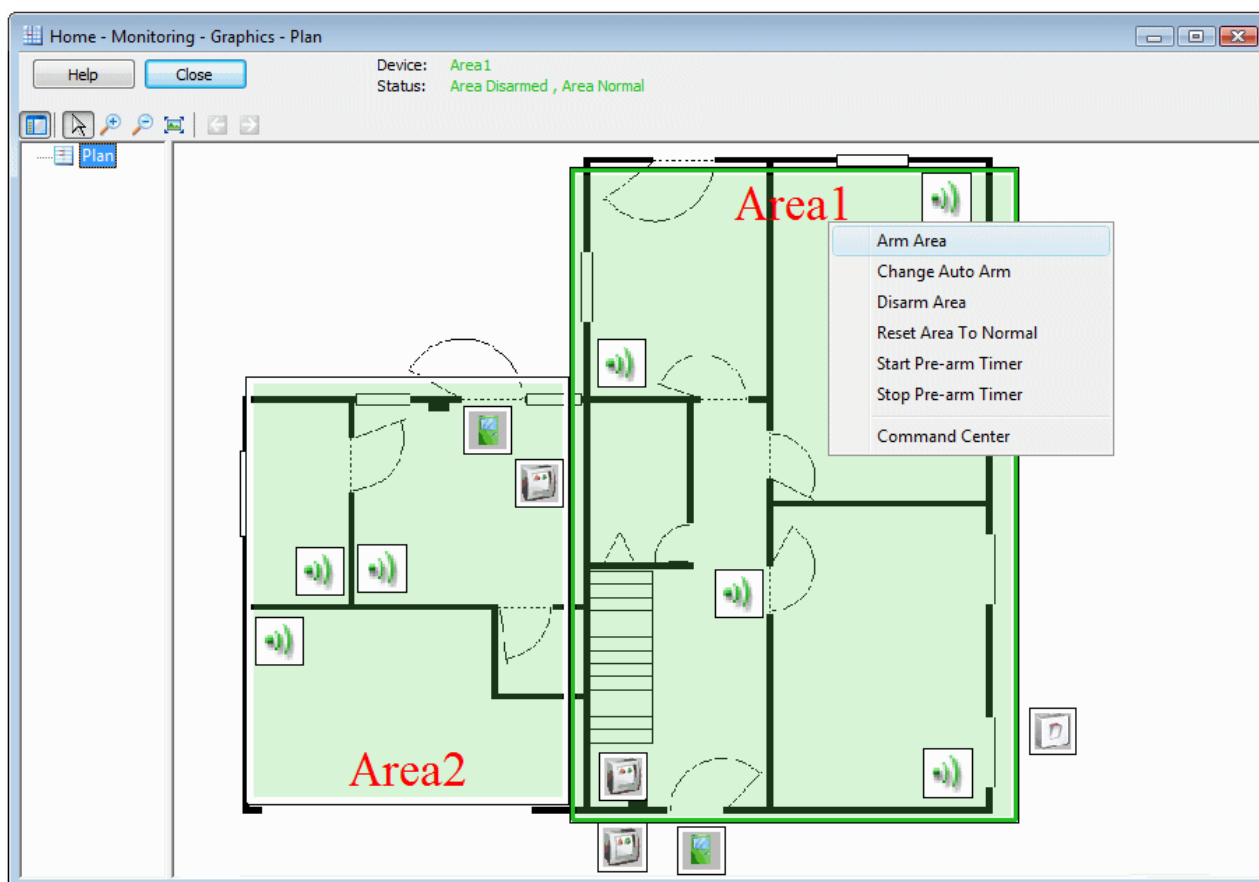 Home - Monitoring - Graphics - Plan
Help
Close
Device: Area1
Status: Area Disarmed , Area Normal
Plan
Area1
Arm Area
Change Auto Arm
Disarm Area
Reset Area To Normal
Start Pre-arm Timer
Stop Pre-arm Timer
Command Center
Area2